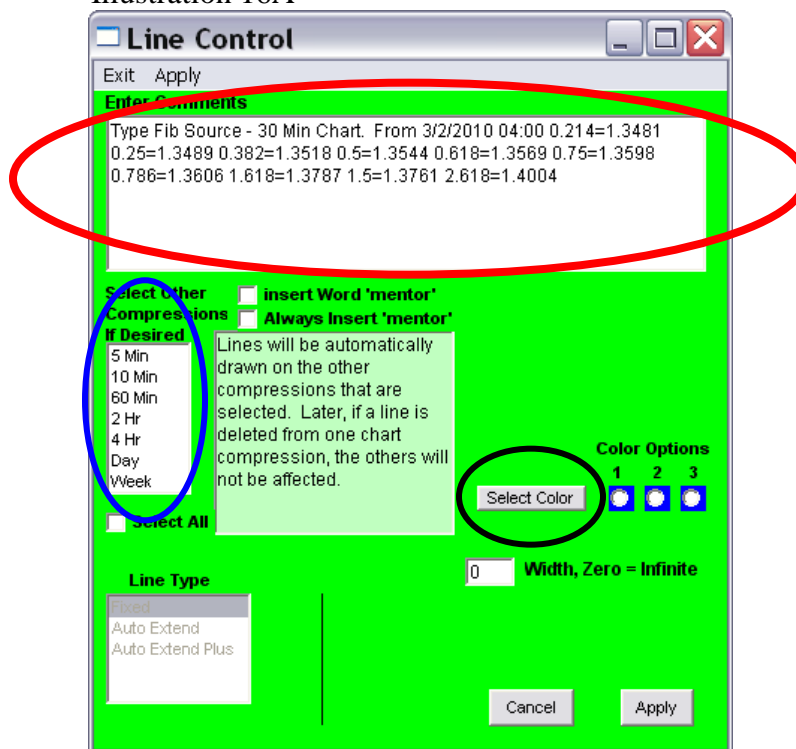 Illustration 18A
Line Control
Exit Apply
Enter Comments
Type Fib Source - 30 Min Chart. From 3/2/2010 04:00 0.214=1.3481
0.25=1.3489 0.382=1.3518 0.5=1.3544 0.618=1.3569 0.75=1.3598
0.786=1.3606 1.618=1.3787 1.5=1.3761 2.618=1.4004
Select Other
Compressions
If Desired
insert Word 'mentor'
Always Insert 'mentor'
5 Min
10 Min
60 Min
2 Hr
4 Hr
Day
Week
Select All
Lines will be automatically
drawn on the other
compressions that are
selected. Later, if a line is
deleted from one chart
compression, the others will
not be affected.
Select Color
Color Options
1 2 3
0 Width, Zero = Infinite
Line Type
Fixed
Auto Extend
Auto Extend Plus
Cancel
Apply